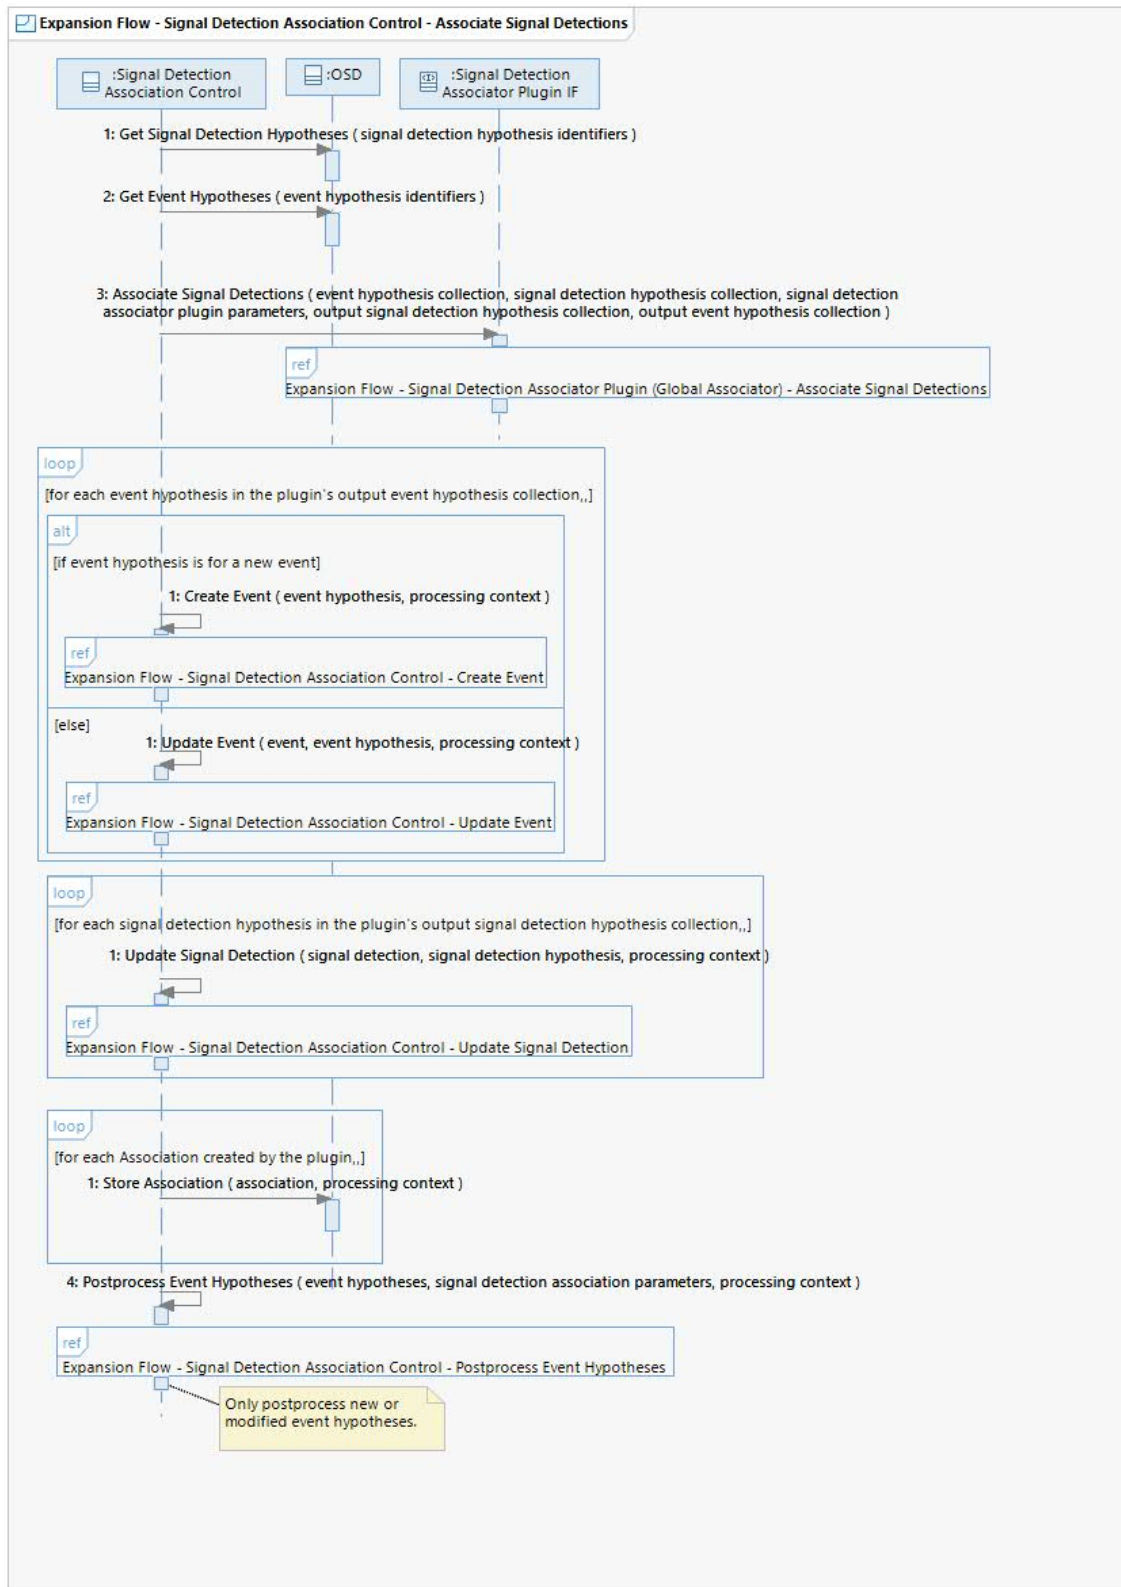 Expansion Flow - Signal Detection Association Control - Associate Signal Detections
:Signal Detection
Association Control
:OSD
:Signal Detection
Associator Plugin IF
1: Get Signal Detection Hypotheses ( signal detection hypothesis identifiers )
2: Get Event Hypotheses ( event hypothesis identifiers )
3: Associate Signal Detections ( event hypothesis collection, signal detection hypothesis collection, signal detection
associator plugin parameters, output signal detection hypothesis collection, output event hypothesis collection )
ref
Expansion Flow - Signal Detection Associator Plugin (Global Associator) - Associate Signal Detections
loop
[for each event hypothesis in the plugin's output event hypothesis collection,,]
alt
[if event hypothesis is for a new event]
1: Create Event ( event hypothesis, processing context )
ref
Expansion Flow - Signal Detection Association Control - Create Event
[else]
1: Update Event ( event, event hypothesis, processing context )
ref
Expansion Flow - Signal Detection Association Control - Update Event
loop
[for each signal detection hypothesis in the plugin's output signal detection hypothesis collection,,]
1: Update Signal Detection ( signal detection, signal detection hypothesis, processing context )
ref
Expansion Flow - Signal Detection Association Control - Update Signal Detection
loop
[for each Association created by the plugin,,]
1: Store Association ( association, processing context )
4: Postprocess Event Hypotheses ( event hypotheses, signal detection association parameters, processing context )
ref
Expansion Flow - Signal Detection Association Control - Postprocess Event Hypotheses
Only postprocess new or
modified event hypotheses.